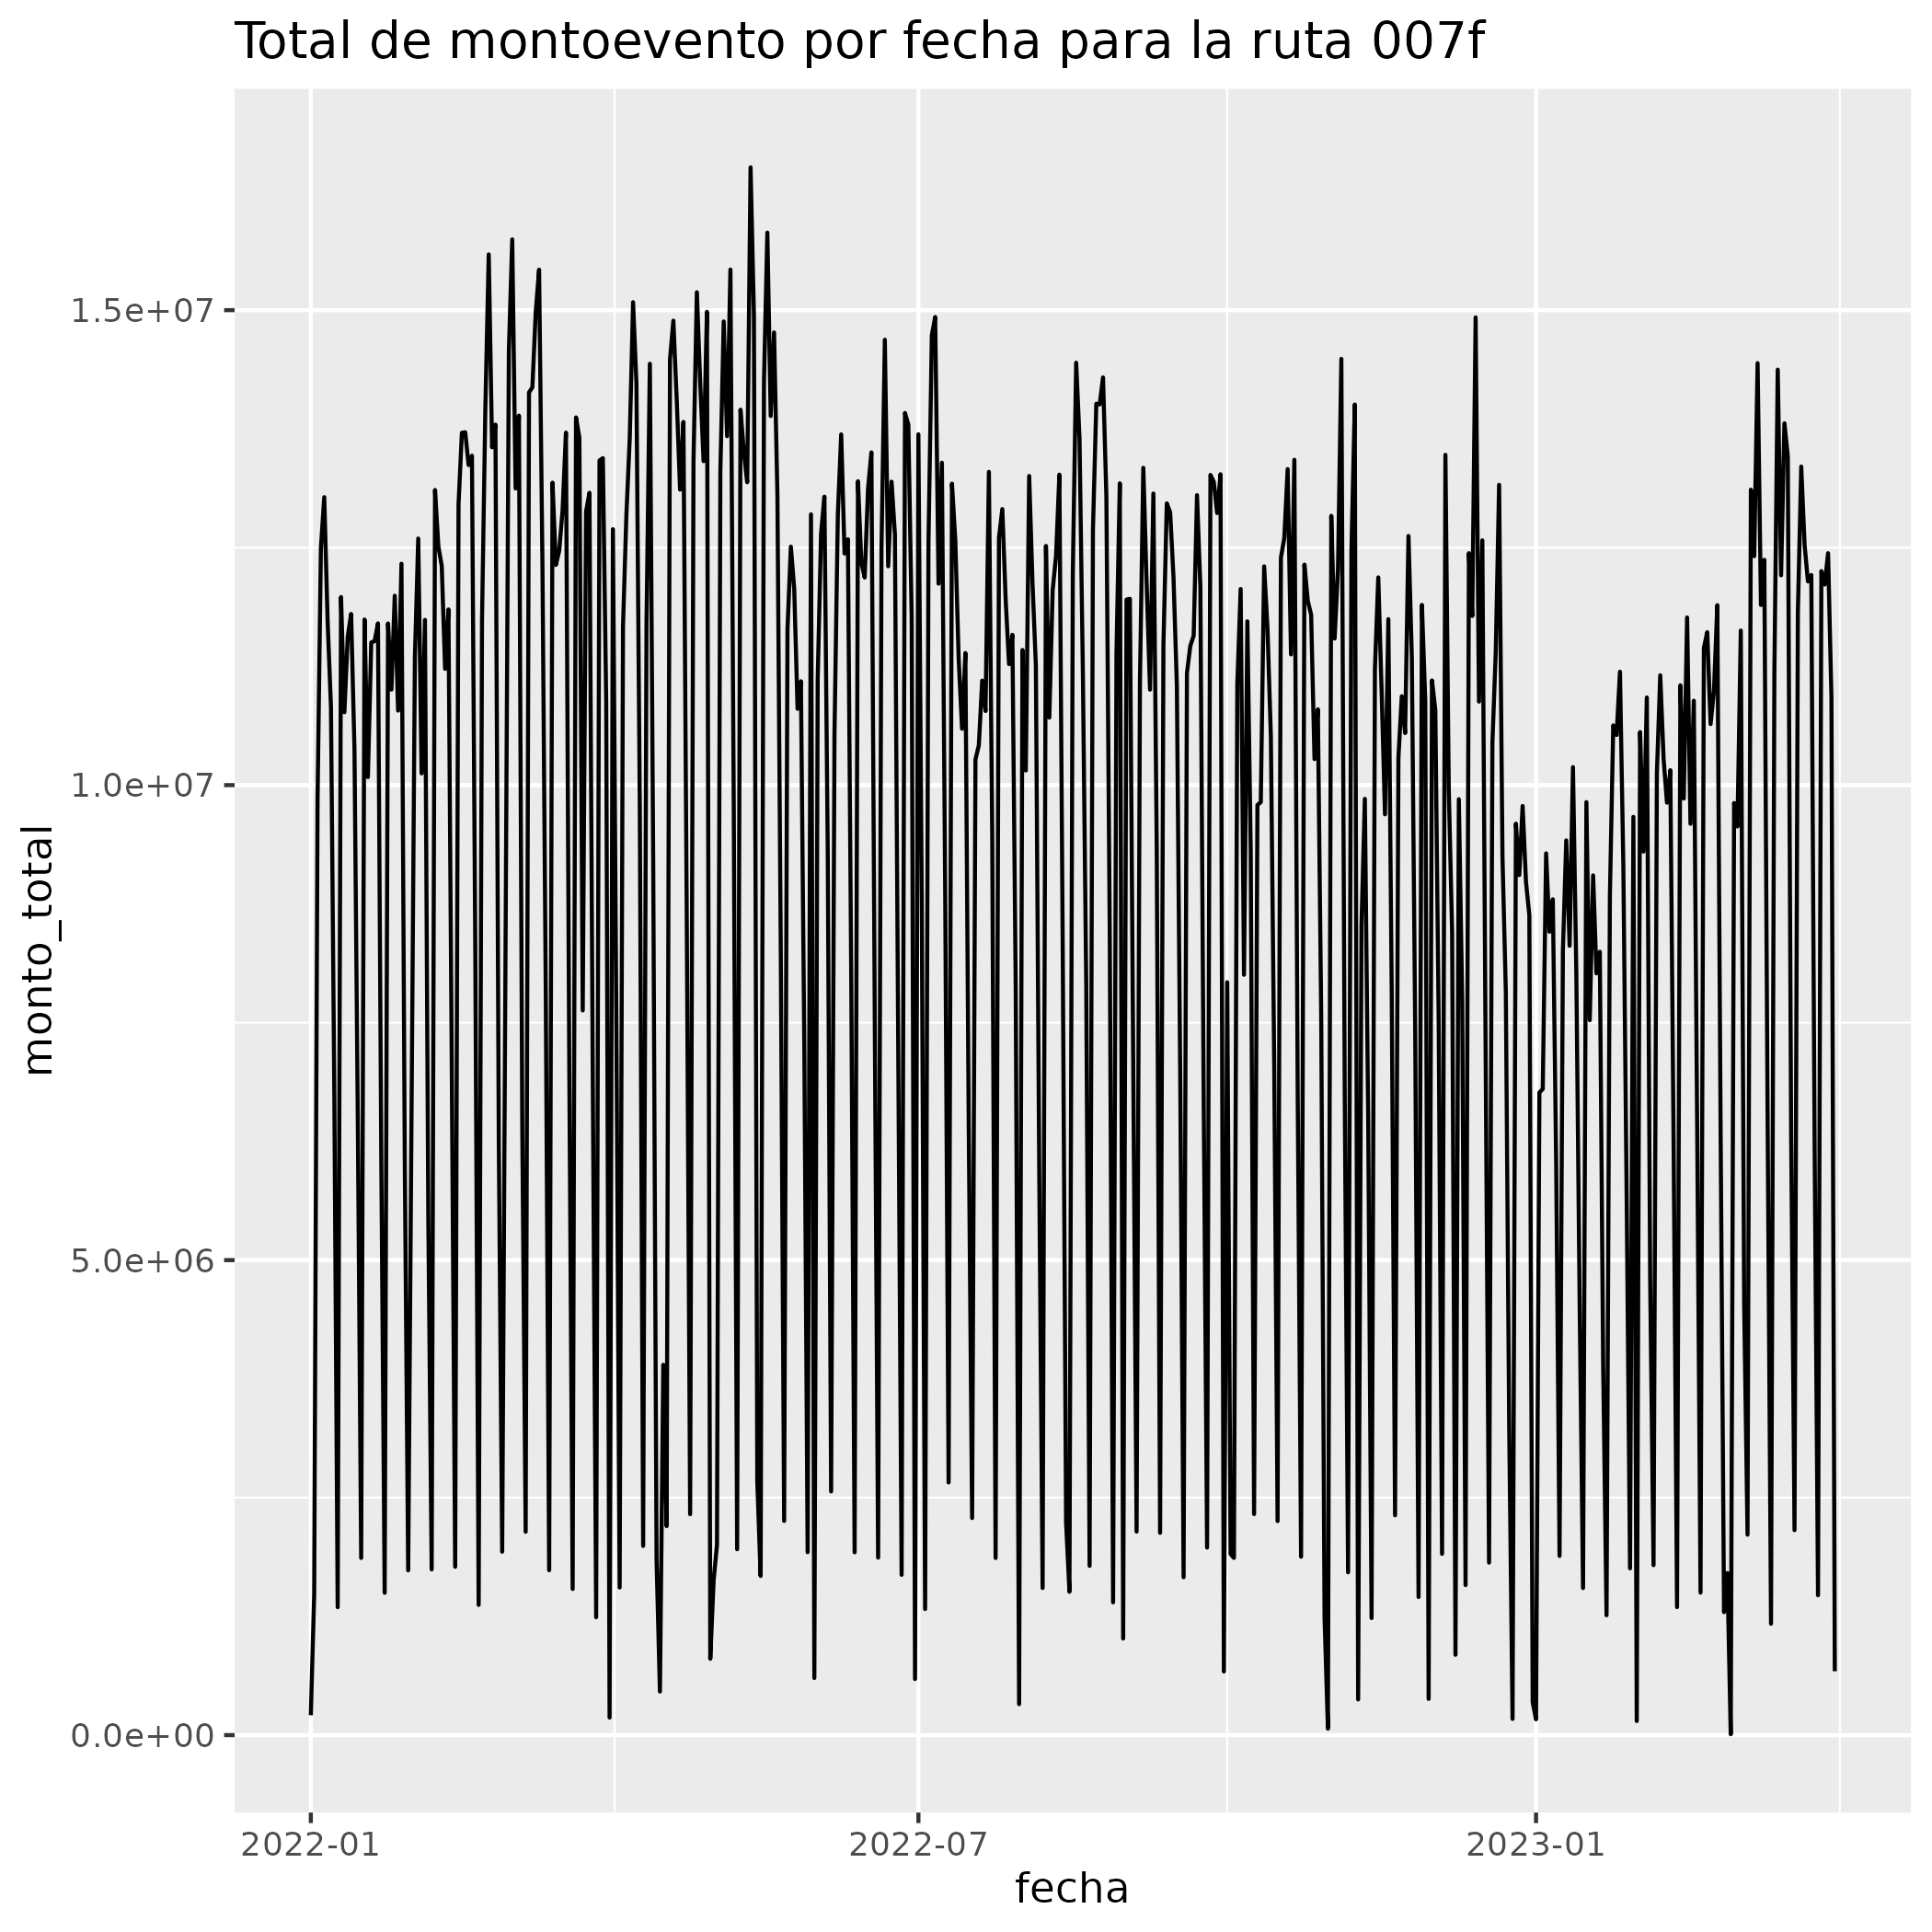 Total de montoevento por fecha para la ruta 007f
monto_total
1.5e+07
1.0e+07
5.0e+06
0.0e+00
2022-01
2022-07
2023-01
fecha